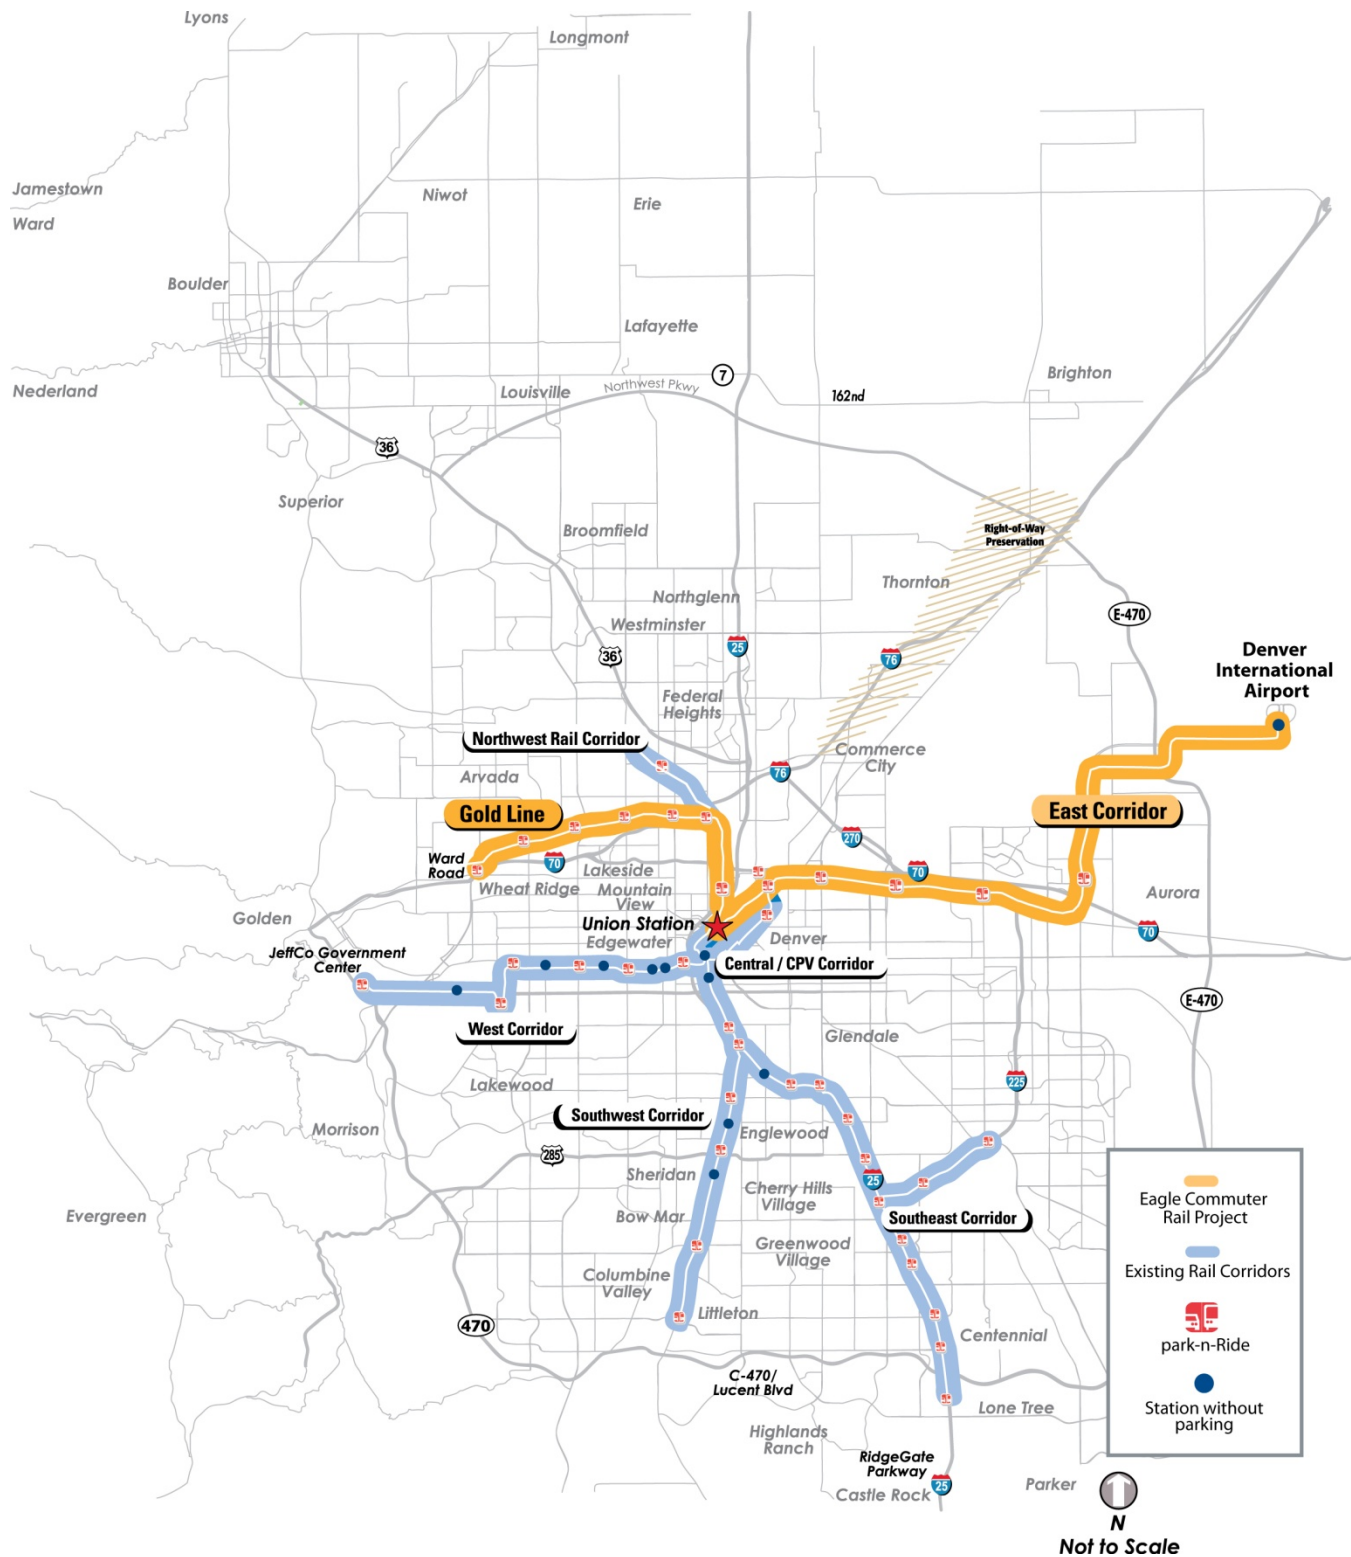 Lyons
Longmont
Jamestown
Niwot
Erie
Ward
Boulder
Lafayette
Nederland
Louisville
Northwest Pkwy
7
162nd
Brighton
36
Superior
Broomfield
Right-of-Way
Preservation
Thornton
Northglenn
Westminster
E-470
36
25
76
Denver
International
Airport
Federal
Heights
Northwest Rail Corridor
Commerce
City
Arvada
76
Gold Line
East Corridor
270
Ward
Road
70
Lakeside
70
Wheat Ridge
Mountain
View
Aurora
Golden
Union Station
Edgewater
Denver
70
JeffCo Government
Center
Central / CPV Corridor
E-470
West Corridor
Glendale
Lakewood
225
Southwest Corridor
Morrison
Englewood
285
Sheridan
25
Cherry Hills
Village
Evergreen
Bow Mar
Southeast Corridor
Greenwood
Village
Columbine
Valley
Littleton
470
Centennial
C-470/
Lucent Blvd
Lone Tree
Highlands
Ranch
RidgeGate
Parkway
Castle Rock
25
Parker
Eagle Commuter
Rail Project
Existing Rail Corridors
park-n-Ride
Station without
parking
N
Not to Scale